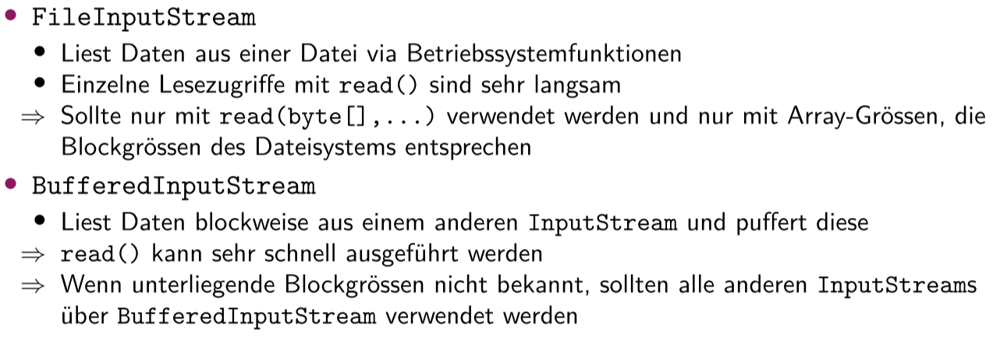 • FileInputStream
• Liest Daten aus einer Datei via Betriebssystemfunktionen
• Einzelne Lesezugriffe mit read() sind sehr langsam
⇒ Sollte nur mit read(byte[],...) verwendet werden und nur mit Array-Grössen, die
Blockgrössen des Dateisystems entsprechen
• BufferedInputStream
• Liest Daten blockweise aus einem anderen InputStream und puffert diese
⇒ read() kann sehr schnell ausgeführt werden
⇒ Wenn unterliegende Blockgrössen nicht bekannt, sollten alle anderen InputStreams
über BufferedInputStream verwendet werden